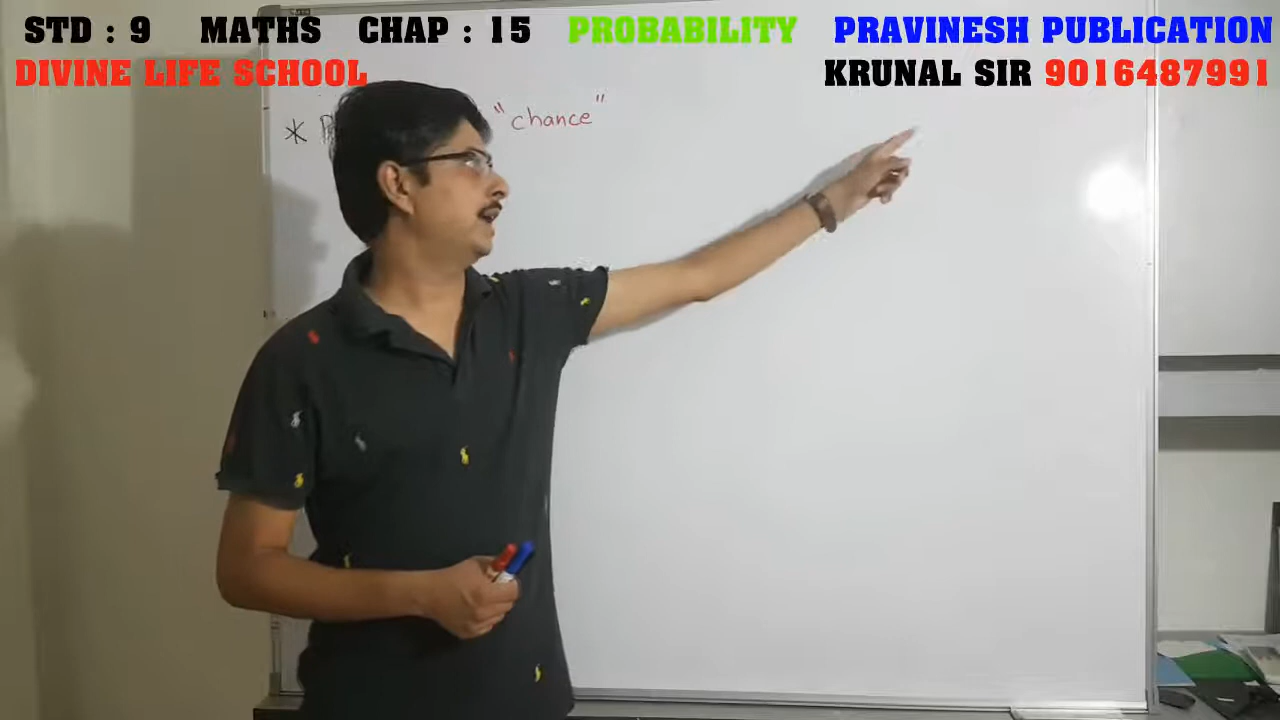 STD : 9 MATHS CHAP : 15 PROBABILITY PRAVINESH PUBLICATION
DIVINE LIFE SCHOOL KRUNAL SIR 9016487991
* "chance"